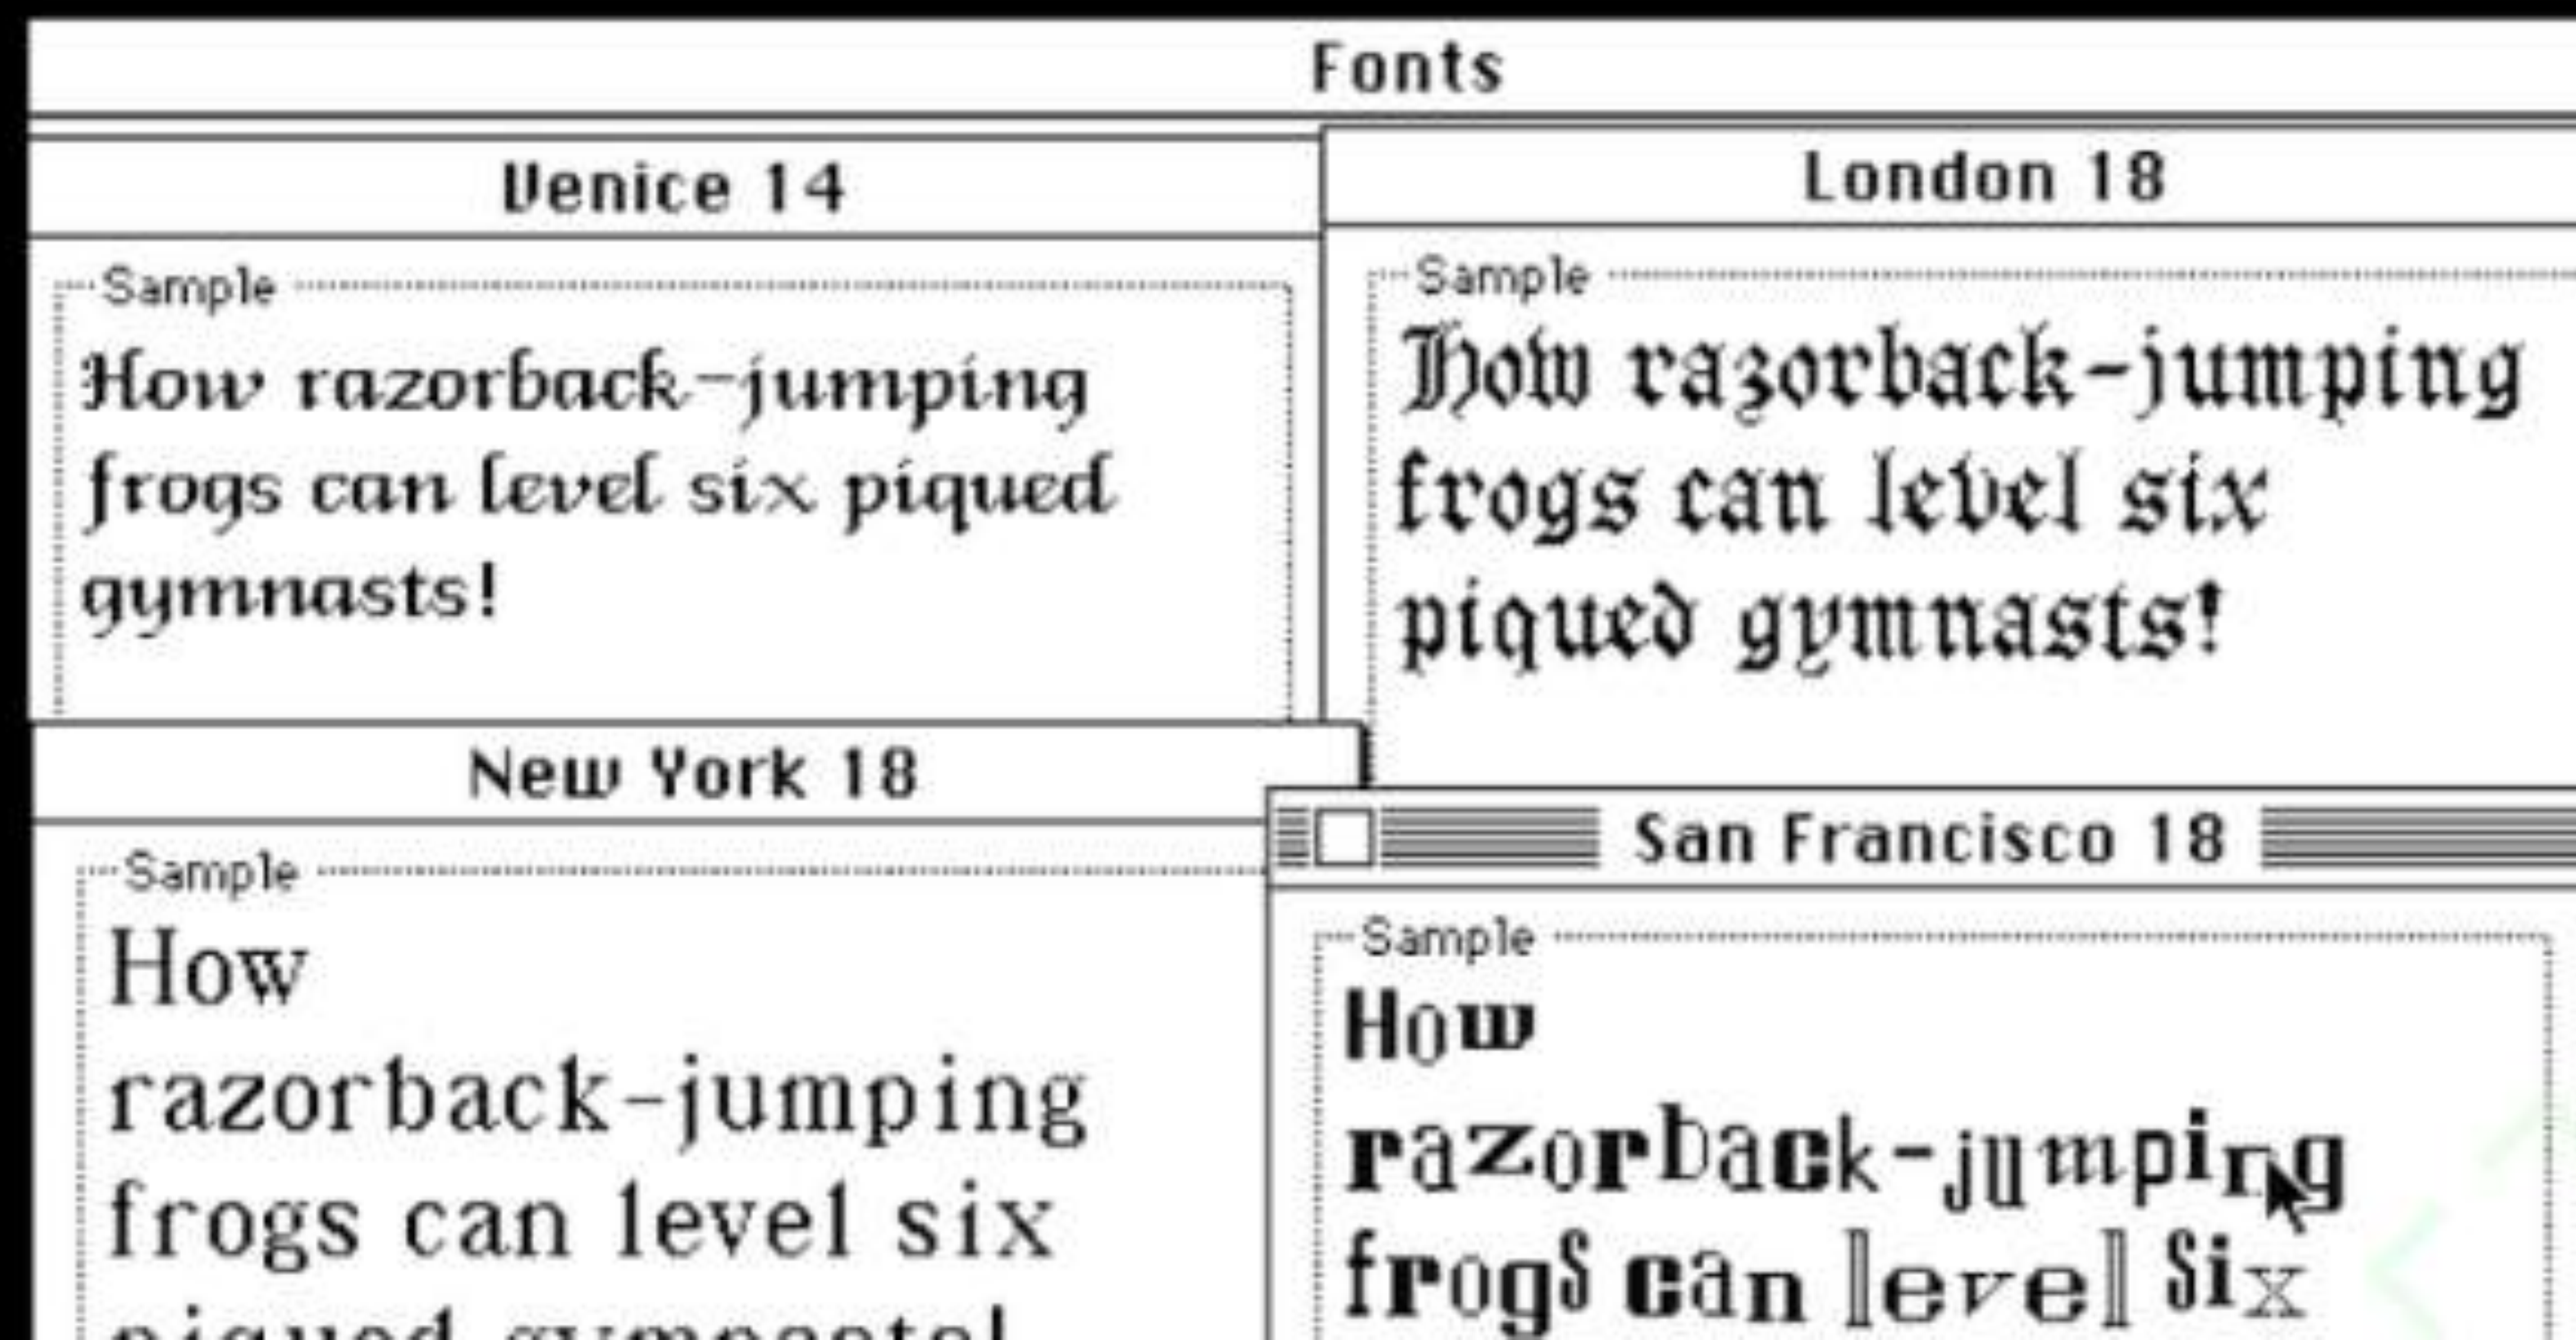 Fonts
Venice 14
Sample
How razorback-jumping
frogs can level six piqued
gymnasts!
London 18
Sample
How razorback-jumping
frogs can level six
piqued gymnasts!
New York 18
Sample
How
razorback-jumping
frogs can level six
piqued gymnasts!
San Francisco 18
Sample
How
razorback-jumping
frogs can level six